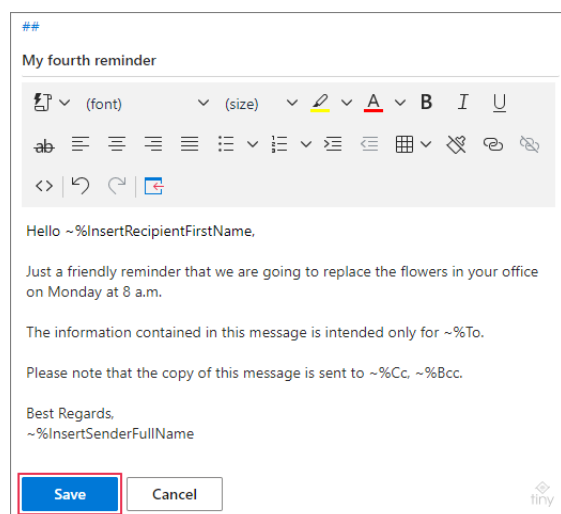 ##
My fourth reminder
(font) (size) B I U
ab
Hello ~%InsertRecipientFirstName,
Just a friendly reminder that we are going to replace the flowers in your office
on Monday at 8 a.m.
The information contained in this message is intended only for ~%To.
Please note that the copy of this message is sent to ~%Cc, ~%Bcc.
Best Regards,
~%InsertSenderFullName
Save Cancel
tiny